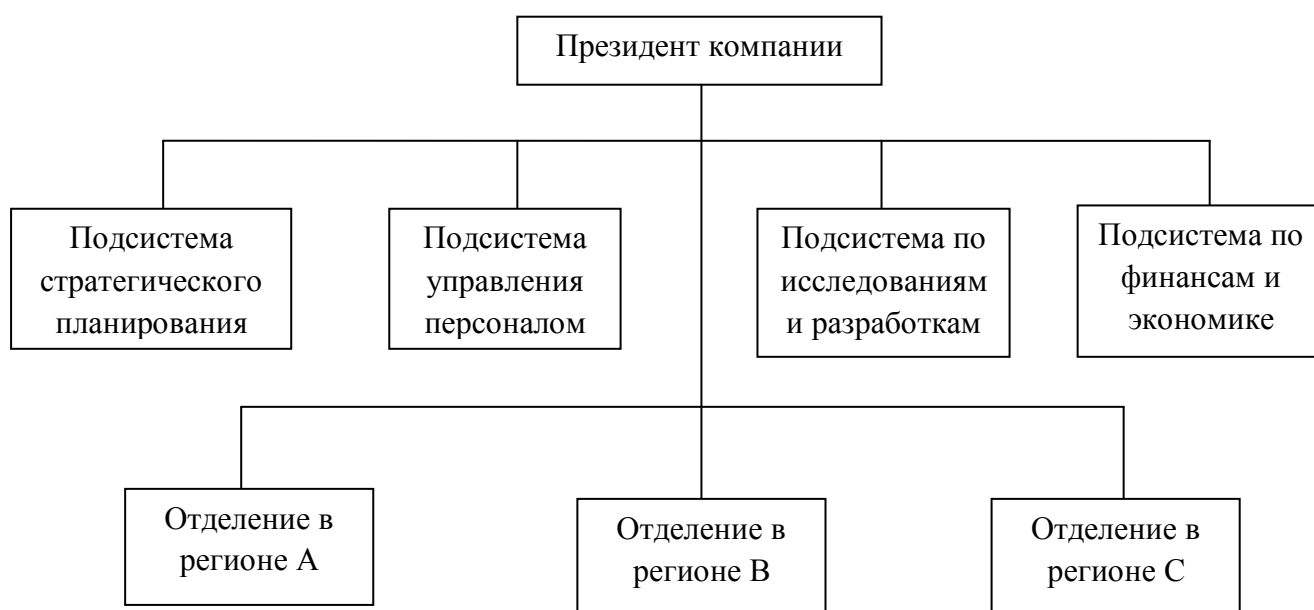 Президент компании
Подсистема
стратегического
планирования
Подсистема
управления
персоналом
Подсистема по
исследованиям
и разработкам
Подсистема по
финансам и
экономике
Отделение в
регионе А
Отделение в
регионе В
Отделение в
регионе С